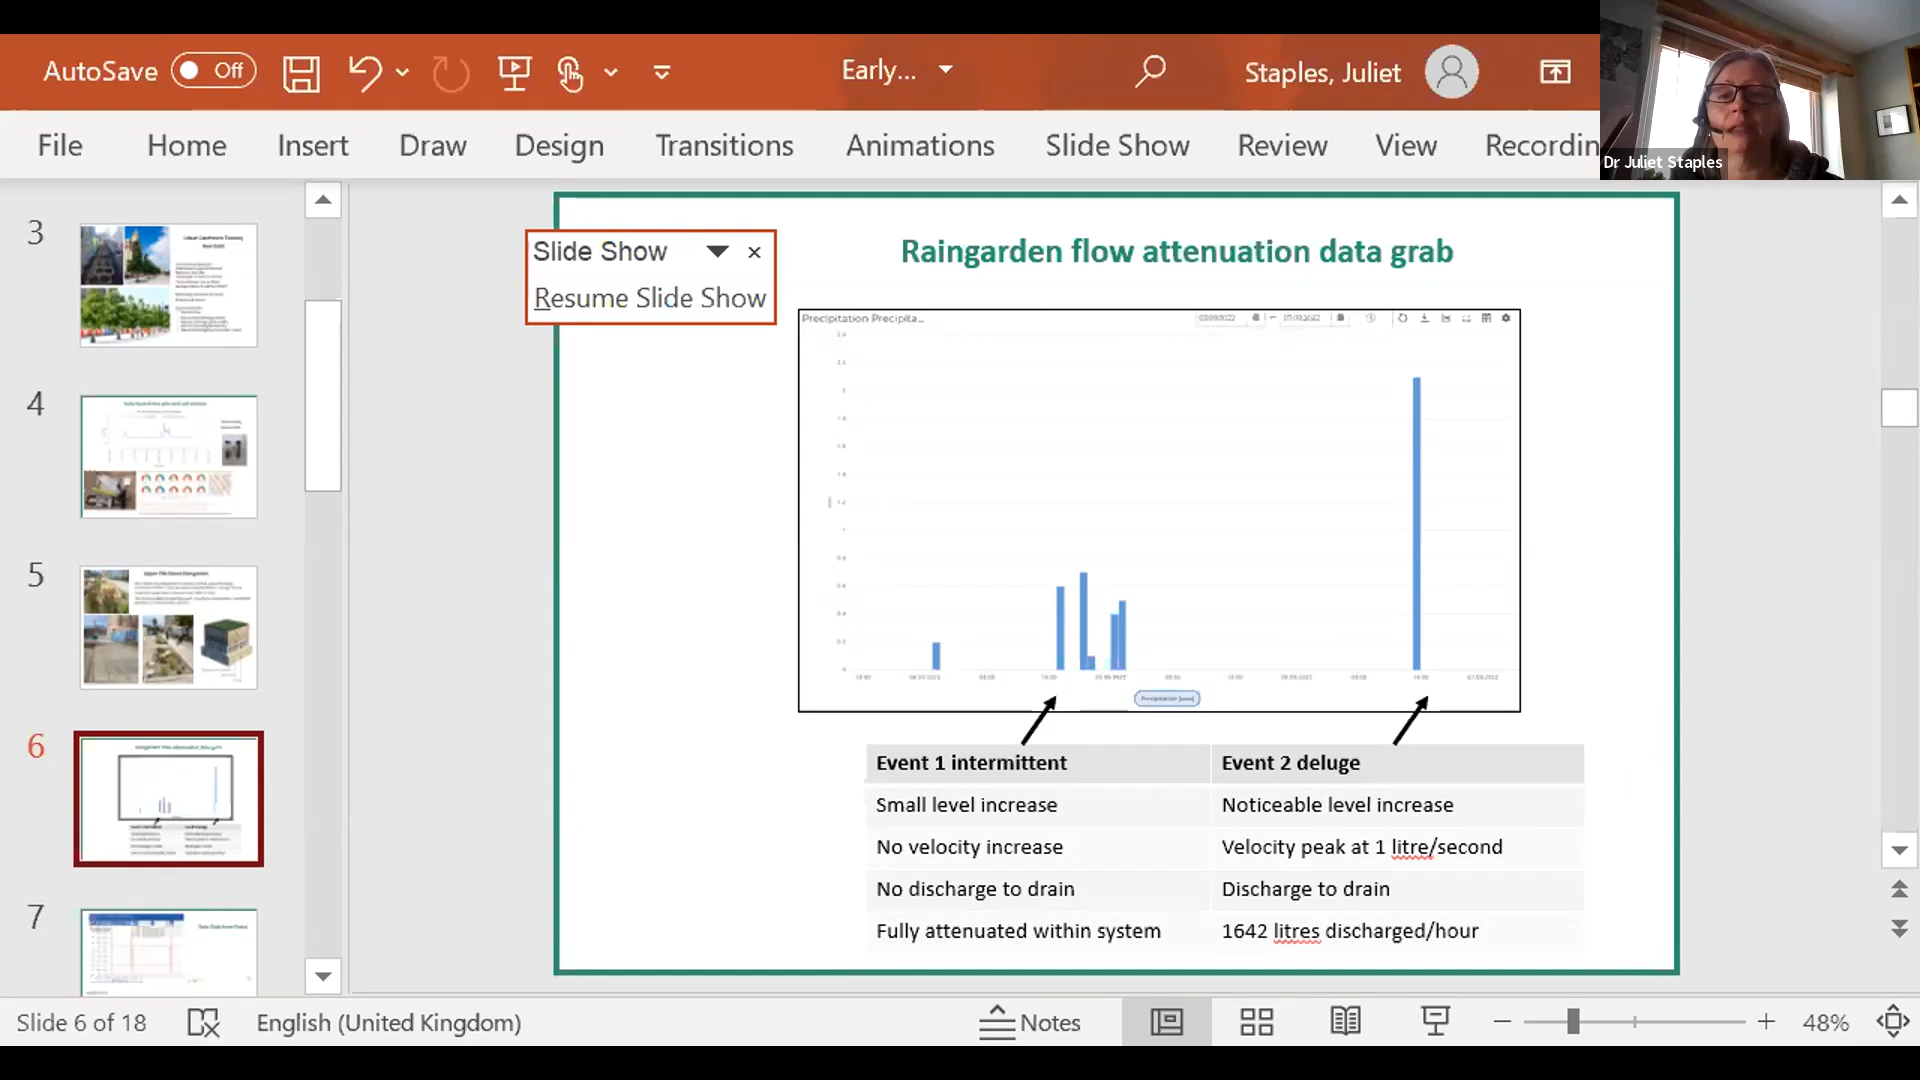 AutoSave Off Early... Staples, Juliet
File Home Insert Draw Design Transitions Animations Slide Show Review View Recordin
Dr Juliet Staples
3
4
5
6
7
Slide Show
Resume Slide Show
Raingarden flow attenuation data grab
Precipitation Precipita...
Event 1 intermittent Event 2 deluge
Small level increase Noticeable level increase
No velocity increase Velocity peak at 1 litre/second
No discharge to drain Discharge to drain
Fully attenuated within system 1642 litres discharged/hour
Slide 6 of 18 English (United Kingdom) Notes 48%